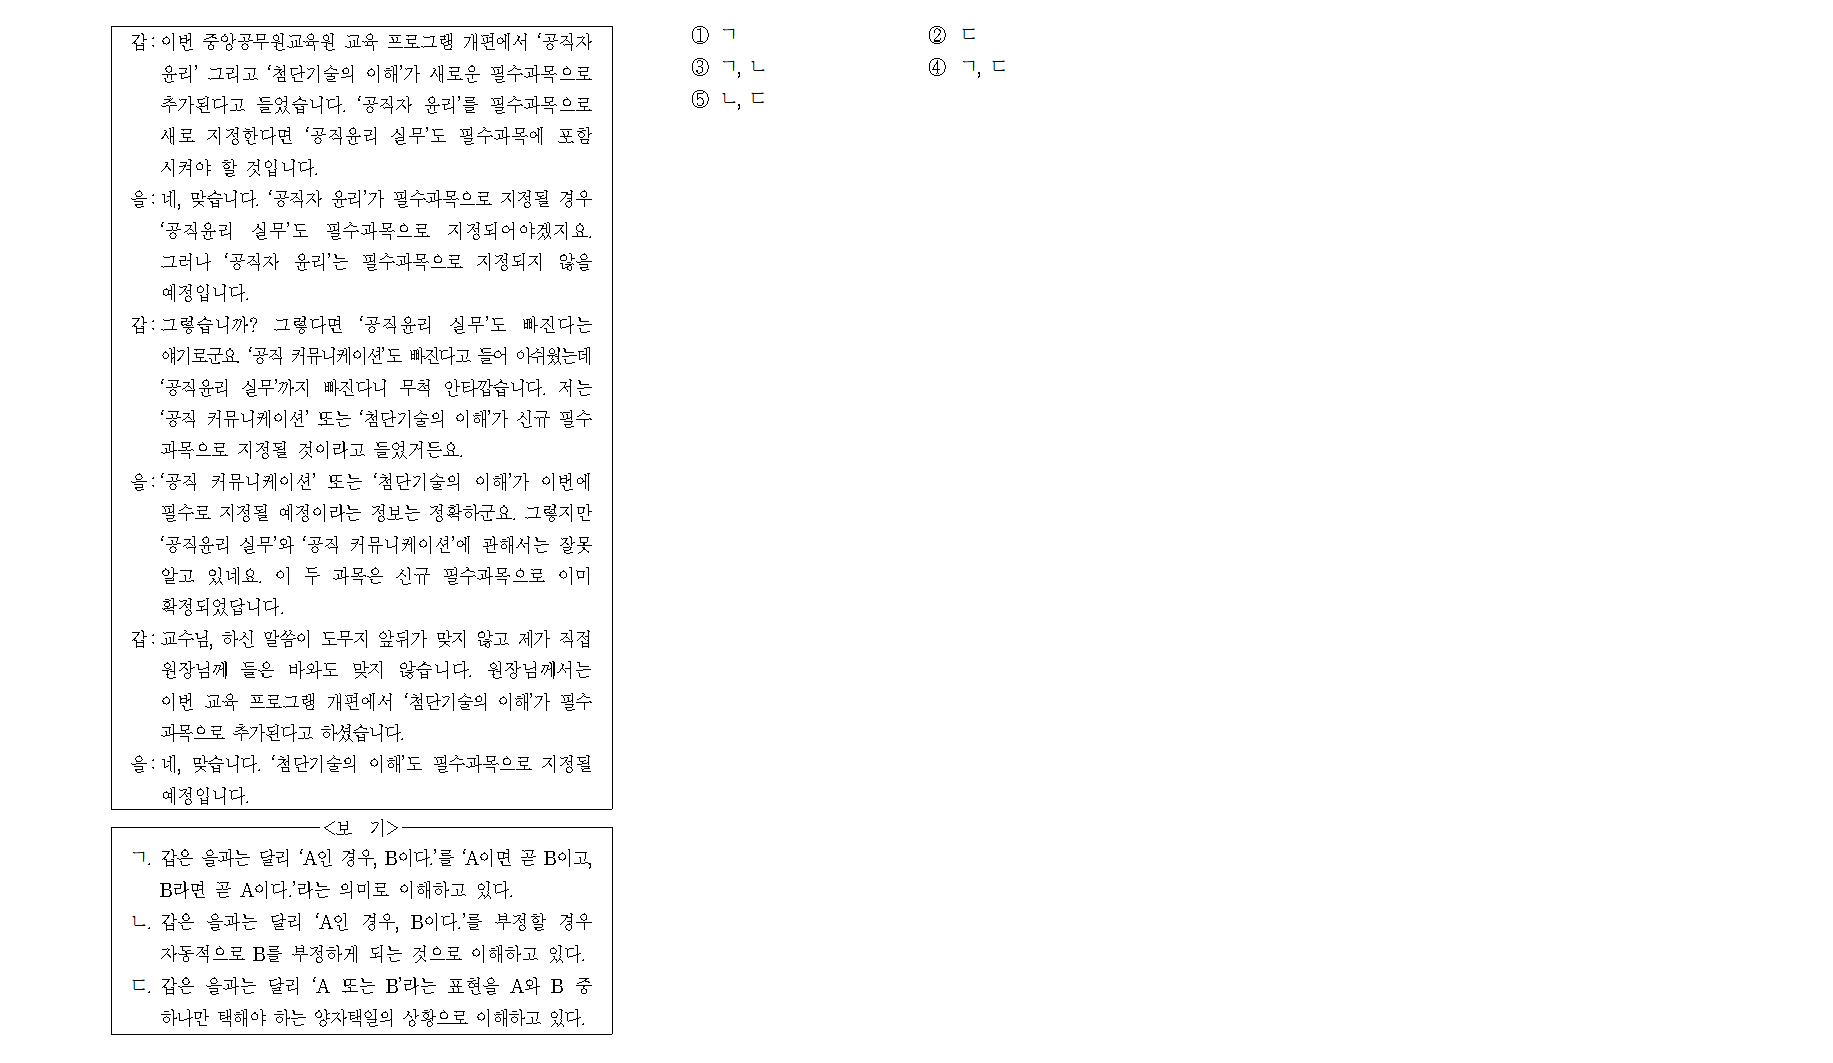 갑: 이번 중앙공무원교육원 교육 프로그램 개편에서 ‘공직자
윤리’ 그리고 ‘첨단기술의 이해’가 새로운 필수과목으로
추가된다고 들었습니다. ‘공직자 윤리’를 필수과목으로
새로 지정한다면 ‘공직윤리 실무’도 필수과목에 포함
시켜야 할 것입니다.
을: 네, 맞습니다. ‘공직자 윤리’가 필수과목으로 지정될 경우
‘공직윤리 실무’도 필수과목으로 지정되어야겠지요.
그러나 ‘공직자 윤리’는 필수과목으로 지정되지 않을
예정입니다.
갑: 그렇습니까? 그렇다면 ‘공직윤리 실무’도 빠진다는
얘기로군요. ‘공직 커뮤니케이션’도 빠진다고 들어 아쉬웠는데
‘공직윤리 실무’까지 빠진다니 무척 안타깝습니다. 저는
‘공직 커뮤니케이션’ 또는 ‘첨단기술의 이해’가 신규 필수
과목으로 지정될 것이라고 들었거든요.
을: ‘공직 커뮤니케이션’ 또는 ‘첨단기술의 이해’가 이번에
필수로 지정될 예정이라는 정보는 정확하군요. 그렇지만
‘공직윤리 실무’와 ‘공직 커뮤니케이션’에 관해서는 잘못
알고 있네요. 이 두 과목은 신규 필수과목으로 이미
확정되었답니다.
갑: 교수님, 하신 말씀이 도무지 앞뒤가 맞지 않고 제가 직접
원장님께 들은 바와도 맞지 않습니다. 원장님께서는
이번 교육 프로그램 개편에서 ‘첨단기술의 이해’가 필수
과목으로 추가된다고 하셨습니다.
을: 네, 맞습니다. ‘첨단기술의 이해’도 필수과목으로 지정될
예정입니다.
<보 기>
ㄱ. 갑은 을과는 달리 ‘A인 경우, B이다.’를 ‘A이면 곧 B이고,
B라면 곧 A이다.’라는 의미로 이해하고 있다.
ㄴ. 갑은 을과는 달리 ‘A인 경우, B이다.’를 부정할 경우
자동적으로 B를 부정하게 되는 것으로 이해하고 있다.
ㄷ. 갑은 을과는 달리 ‘A 또는 B’라는 표현을 A와 B 중
하나만 택해야 하는 양자택일의 상황으로 이해하고 있다.
① ㄱ ② ㄷ
③ ㄱ, ㄴ ④ ㄱ, ㄷ
⑤ ㄴ, ㄷ